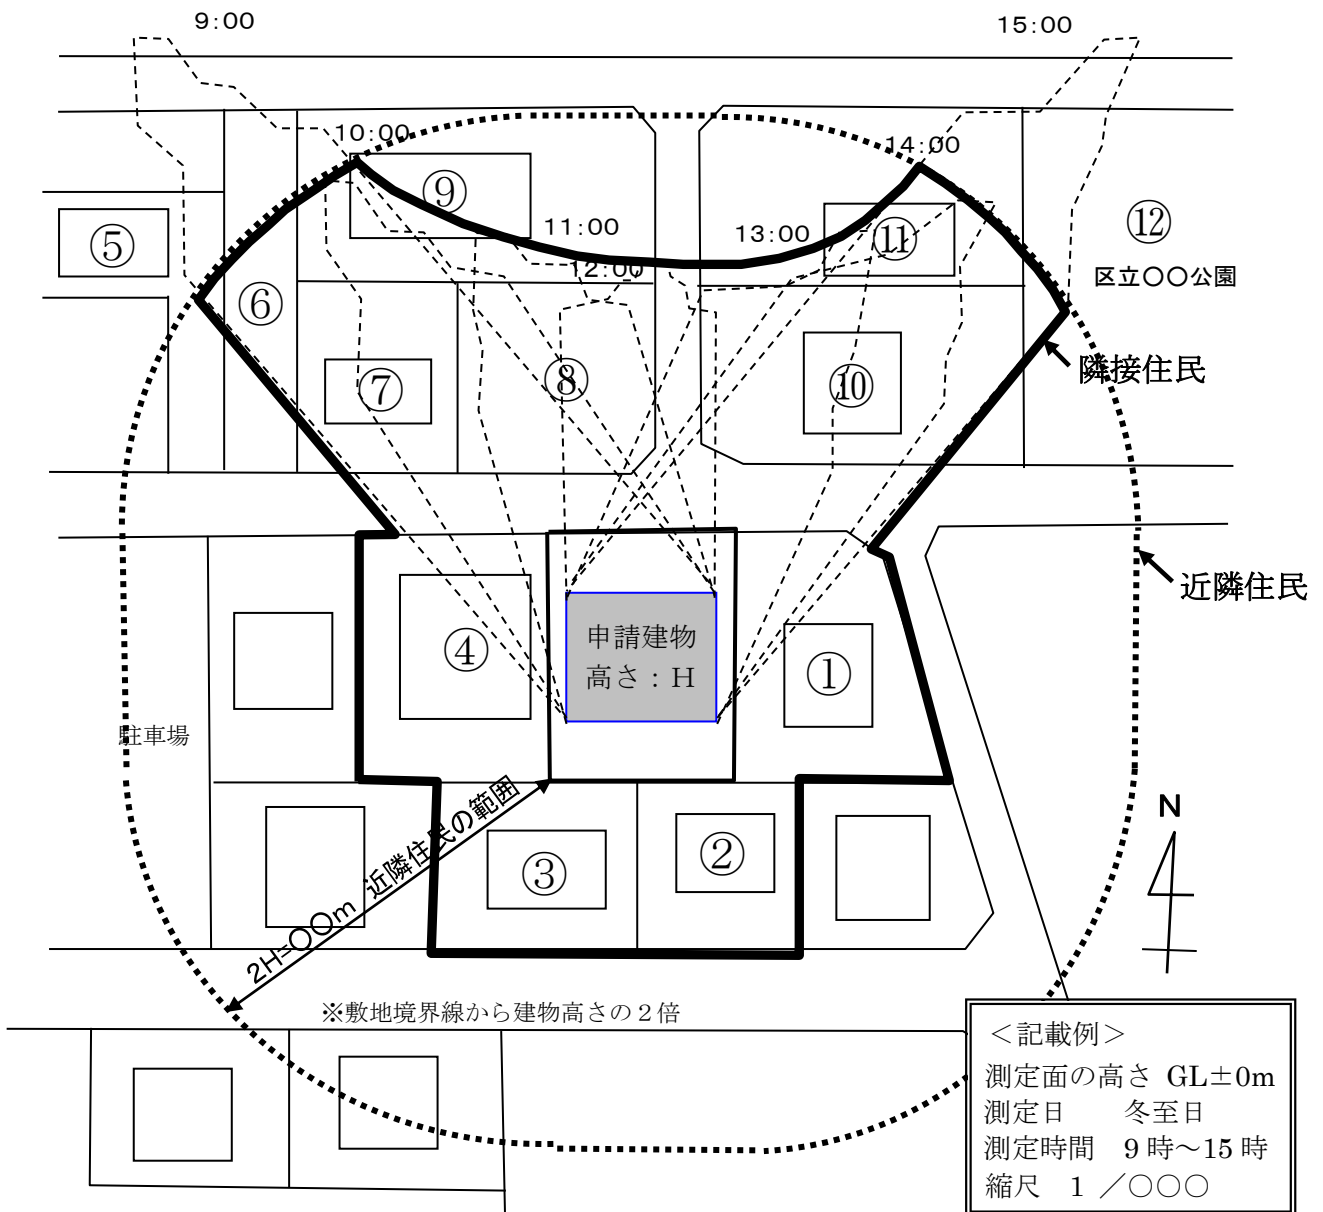 9:00
15:00
10:00
14:00
⑨
11:00
13:00
⑪
⑫
⑤
12:00
区立〇〇公園
⑥
隣接住民
⑦
⑧
⑩
近隣住民
申請建物
高さ：H
④
①
駐車場
2H=〇〇m 近隣住民の範囲
N
②
③
※敷地境界線から建物高さの２倍
＜記載例＞
測定面の高さ GL±0m
測定日　冬至日
測定時間　9時～15時
縮尺　1／○○○